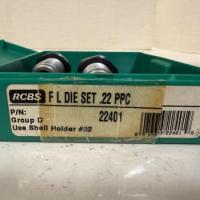 RCBS F L DIE SET .22 PPC
P/N: 22401
Group D
Use Shell Holder #32